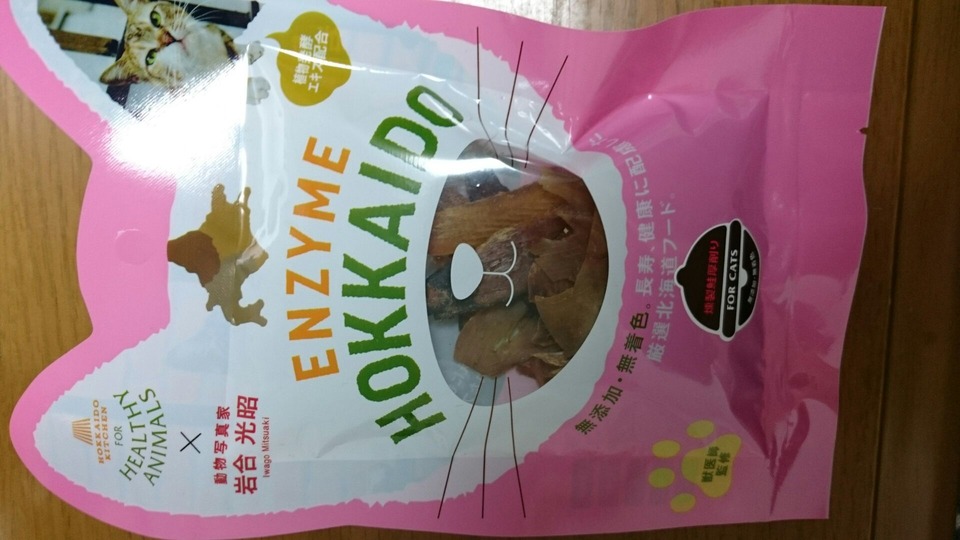 HOKKAIDO
KITCHEN
FOR
HEALTHY
ANIMALS
×
動物写真家
岩合 光昭
Iwago Mitsuaki
植物発酵
エキス配合
ENZYME
HOKKAIDO
無添加・無着色。長寿、健康に配慮した
厳選北海道フード。
獣医師
監修
燻製鮭厚削り
FOR CATS